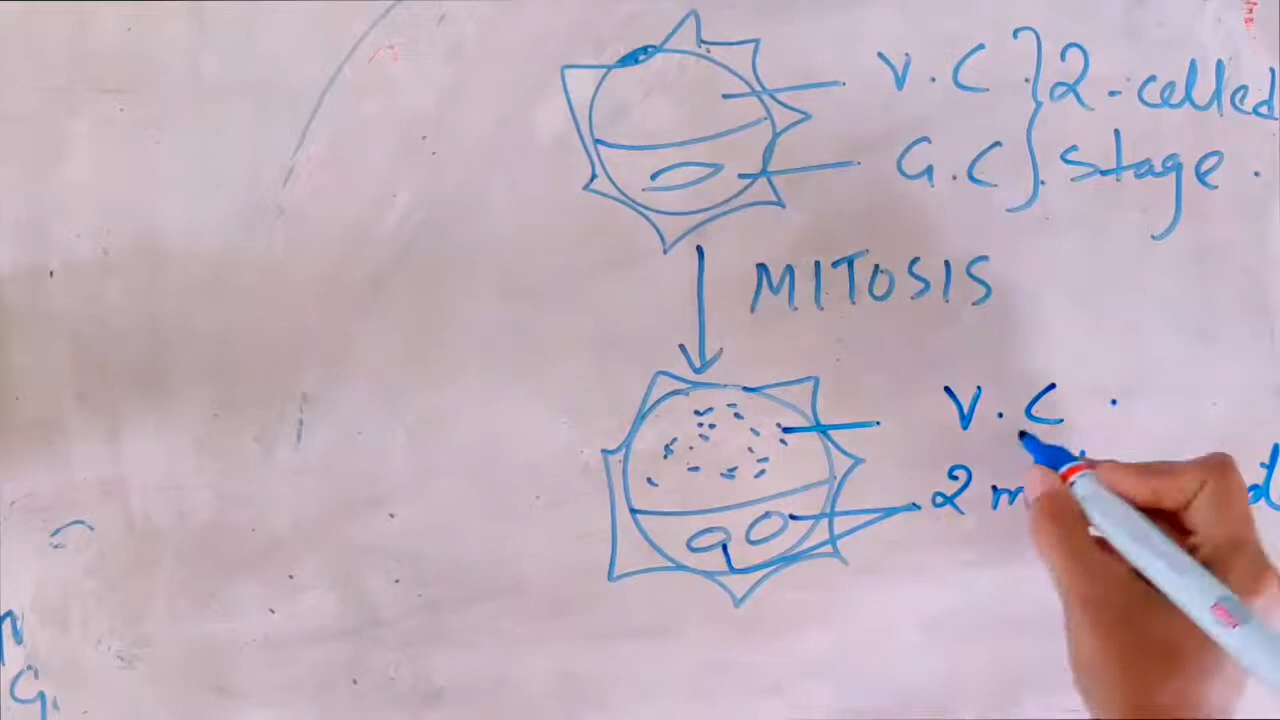 V.C } 2-celled
G.C } stage.
MITOSIS
V.C.
2
G.